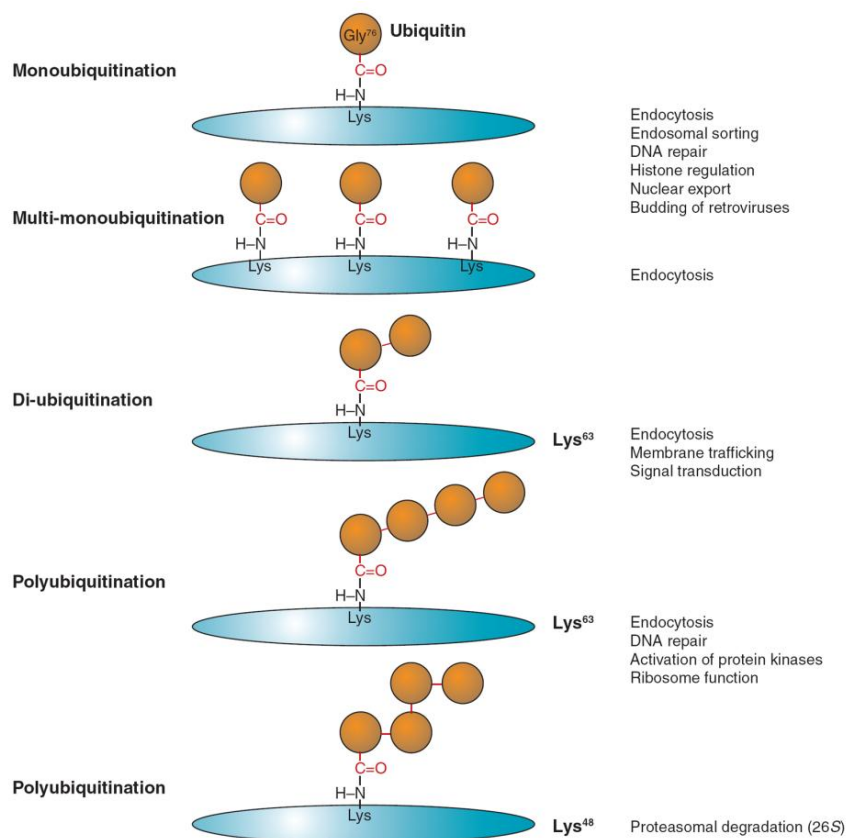 Gly⁷⁶ Ubiquitin
Monoubiquitination
C=O
H–N
Lys
Endocytosis
Endosomal sorting
DNA repair
Histone regulation
Nuclear export
Budding of retroviruses
Multi-monoubiquitination
C=O C=O C=O
H–N H–N H–N
Lys Lys Lys
Endocytosis
Di-ubiquitination
C=O
H–N
Lys
Lys⁶³
Endocytosis
Membrane trafficking
Signal transduction
Polyubiquitination
C=O
H–N
Lys
Lys⁶³
Endocytosis
DNA repair
Activation of protein kinases
Ribosome function
Polyubiquitination
C=O
H–N
Lys
Lys⁴⁸
Proteasomal degradation (26S)